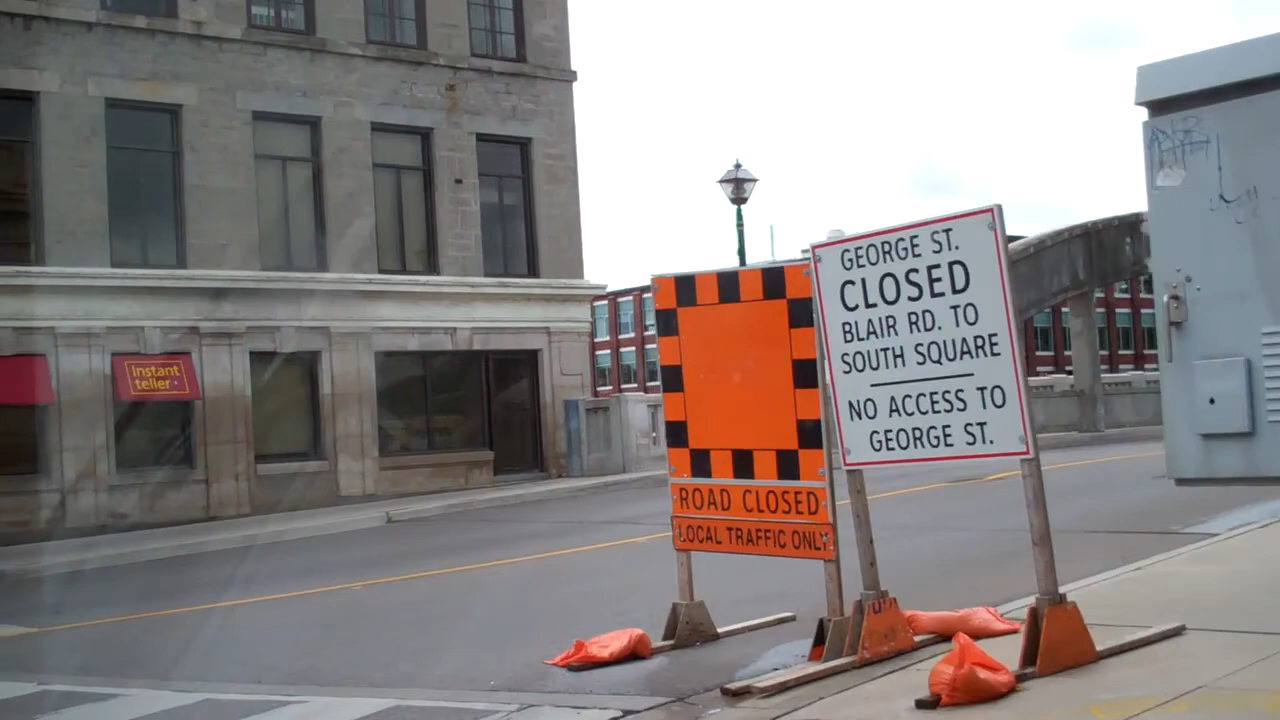 Instant
teller
ROAD CLOSED
LOCAL TRAFFIC ONLY
GEORGE ST.
CLOSED
BLAIR RD. TO
SOUTH SQUARE
NO ACCESS TO
GEORGE ST.